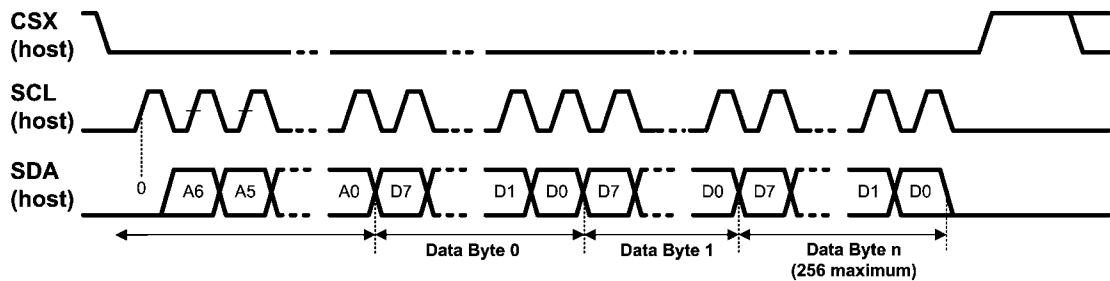 CSX
(host)
SCL
(host)
SDA
(host)
0 A6 A5 A0 D7 D1 D0 D7 D0 D7 D1 D0
Data Byte 0 Data Byte 1 Data Byte n
(256 maximum)